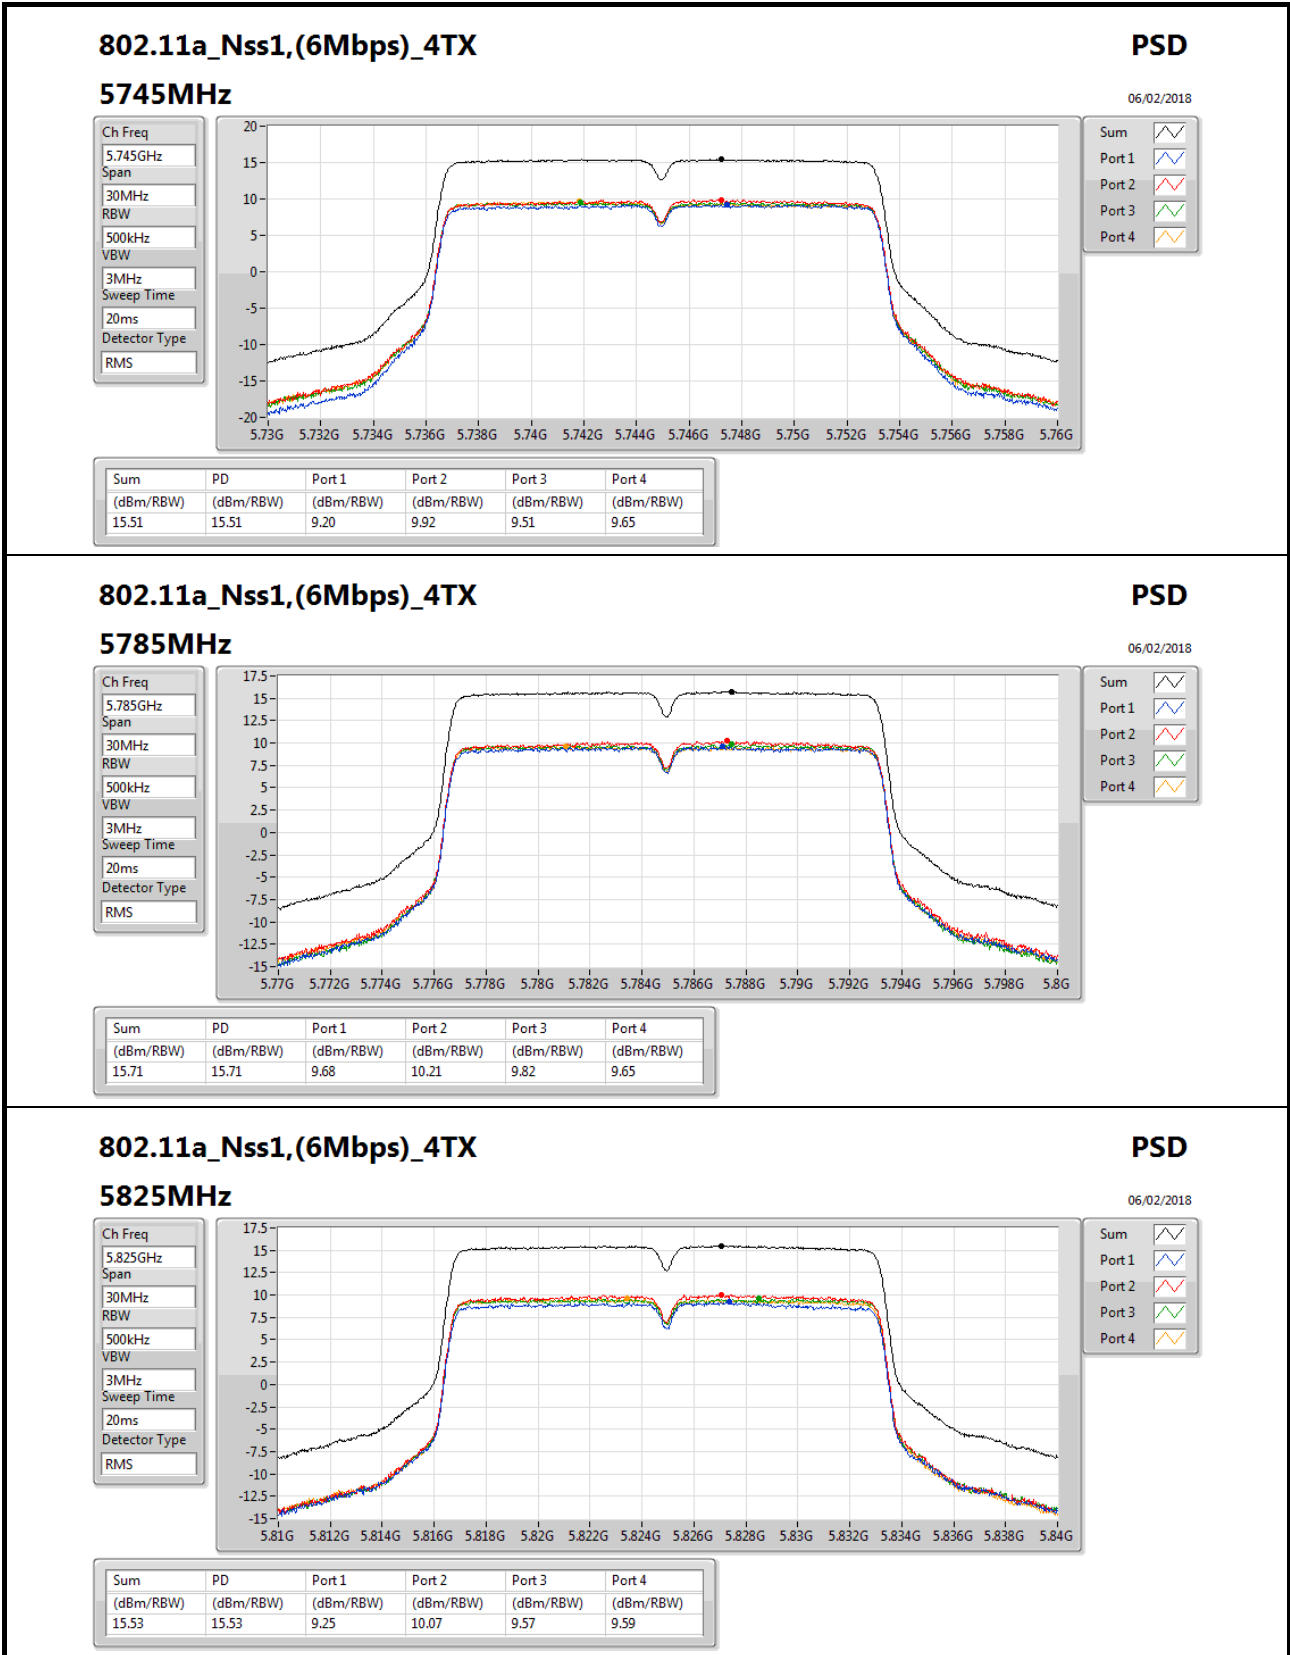 802.11a_Nss1,(6Mbps)_4TX PSD
5745MHz 06/02/2018
Ch Freq
5.745GHz
Span
30MHz
RBW
500kHz
VBW
3MHz
Sweep Time
20ms
Detector Type
RMS
20
15
10
5
0
-5
-10
-15
-20
5.73G 5.732G 5.734G 5.736G 5.738G 5.74G 5.742G 5.744G 5.746G 5.748G 5.75G 5.752G 5.754G 5.756G 5.758G 5.76G
Sum
Port 1
Port 2
Port 3
Port 4
Sum PD Port 1 Port 2 Port 3 Port 4
(dBm/RBW) (dBm/RBW) (dBm/RBW) (dBm/RBW) (dBm/RBW) (dBm/RBW)
15.51 15.51 9.20 9.92 9.51 9.65
802.11a_Nss1,(6Mbps)_4TX PSD
5785MHz 06/02/2018
Ch Freq
5.785GHz
Span
30MHz
RBW
500kHz
VBW
3MHz
Sweep Time
20ms
Detector Type
RMS
17.5
15
12.5
10
7.5
5
2.5
0
-2.5
-5
-7.5
-10
-12.5
-15
5.77G 5.772G 5.774G 5.776G 5.778G 5.78G 5.782G 5.784G 5.786G 5.788G 5.79G 5.792G 5.794G 5.796G 5.798G 5.8G
Sum
Port 1
Port 2
Port 3
Port 4
Sum PD Port 1 Port 2 Port 3 Port 4
(dBm/RBW) (dBm/RBW) (dBm/RBW) (dBm/RBW) (dBm/RBW) (dBm/RBW)
15.71 15.71 9.68 10.21 9.82 9.65
802.11a_Nss1,(6Mbps)_4TX PSD
5825MHz 06/02/2018
Ch Freq
5.825GHz
Span
30MHz
RBW
500kHz
VBW
3MHz
Sweep Time
20ms
Detector Type
RMS
17.5
15
12.5
10
7.5
5
2.5
0
-2.5
-5
-7.5
-10
-12.5
-15
5.81G 5.812G 5.814G 5.816G 5.818G 5.82G 5.822G 5.824G 5.826G 5.828G 5.83G 5.832G 5.834G 5.836G 5.838G 5.84G
Sum
Port 1
Port 2
Port 3
Port 4
Sum PD Port 1 Port 2 Port 3 Port 4
(dBm/RBW) (dBm/RBW) (dBm/RBW) (dBm/RBW) (dBm/RBW) (dBm/RBW)
15.53 15.53 9.25 10.07 9.57 9.59